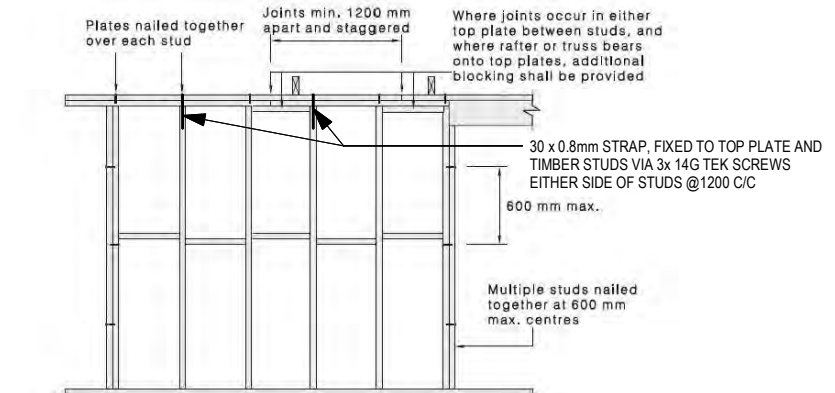 Plates nailed together
over each stud
Joints min. 1200 mm
apart and staggered
Where joints occur in either
top plate between studs, and
where rafter or truss bears
onto top plates, additional
blocking shall be provided
30 x 0.8mm STRAP, FIXED TO TOP PLATE AND
TIMBER STUDS VIA 3x 14G TEK SCREWS
EITHER SIDE OF STUDS @1200 C/C
600 mm max.
Multiple studs nailed
together at 600 mm
max. centres